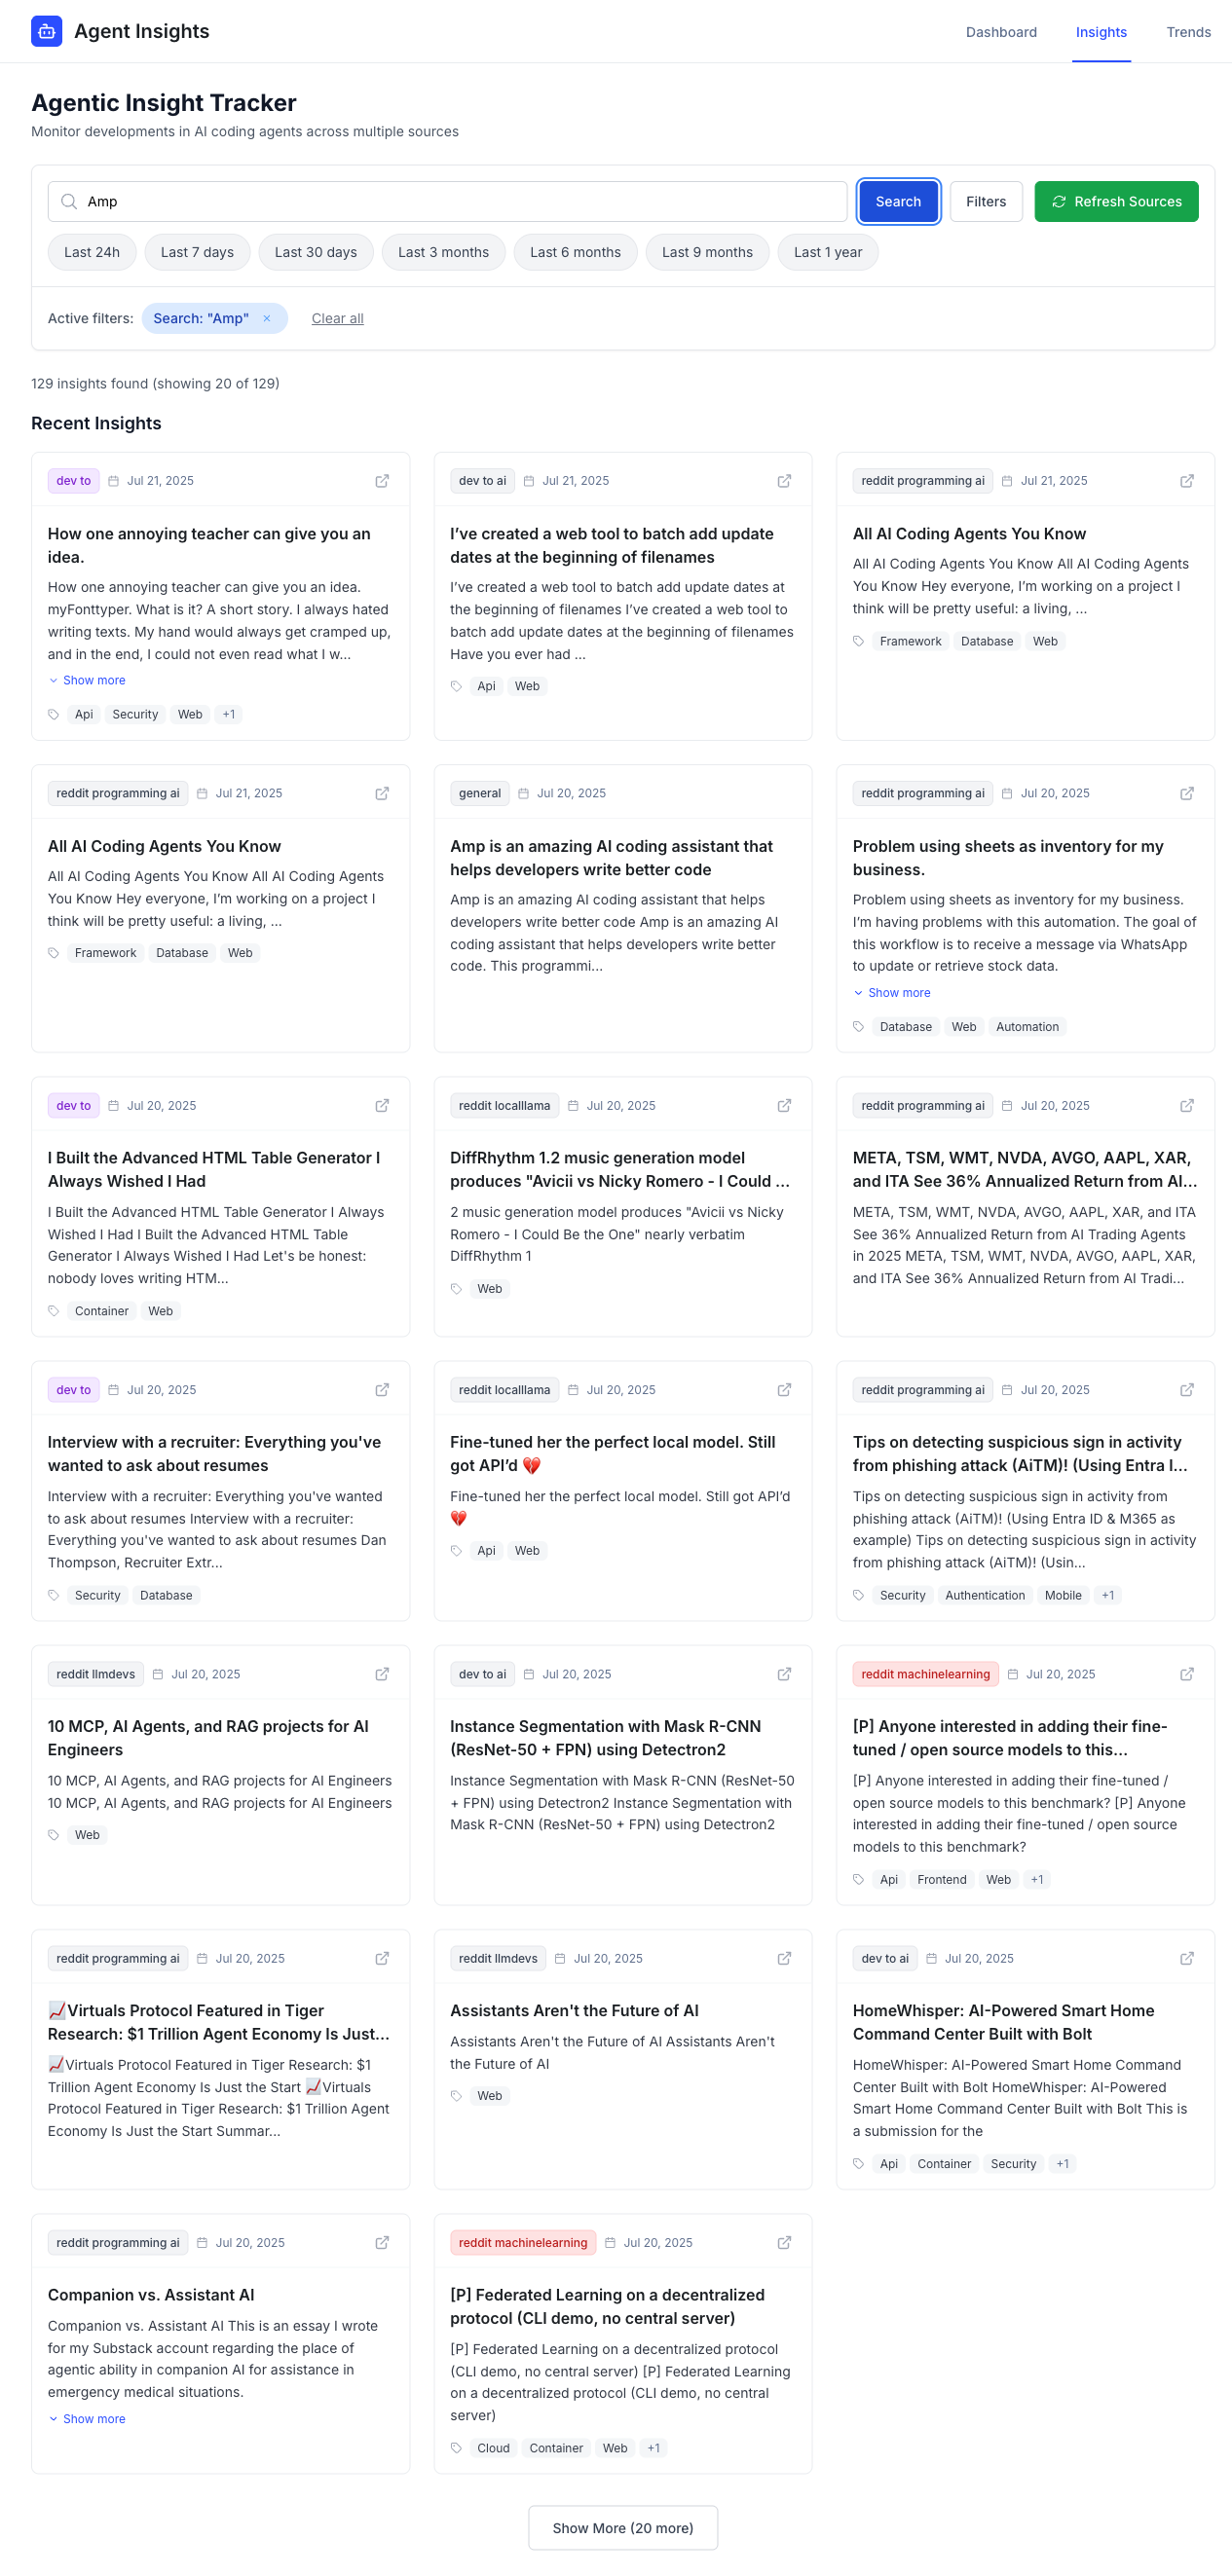 Agent Insights
Dashboard
Insights
Trends
Agentic Insight Tracker
Monitor developments in AI coding agents across multiple sources
Amp
Search
Filters
Refresh Sources
Last 24h
Last 7 days
Last 30 days
Last 3 months
Last 6 months
Last 9 months
Last 1 year
Active filters:
Search: "Amp" ×
Clear all
129 insights found (showing 20 of 129)
Recent Insights
dev to
Jul 21, 2025
How one annoying teacher can give you an
idea.
How one annoying teacher can give you an idea.
myFonttyper. What is it? A short story. I always hated
writing texts. My hand would always get cramped up,
and in the end, I could not even read what I w...
Show more
Api
Security
Web
+1
dev to ai
Jul 21, 2025
I’ve created a web tool to batch add update
dates at the beginning of filenames
I’ve created a web tool to batch add update dates at
the beginning of filenames I’ve created a web tool to
batch add update dates at the beginning of filenames
Have you ever had ...
Api
Web
reddit programming ai
Jul 21, 2025
All AI Coding Agents You Know
All AI Coding Agents You Know All AI Coding Agents
You Know Hey everyone, I’m working on a project I
think will be pretty useful: a living, ...
Framework
Database
Web
reddit programming ai
Jul 21, 2025
All AI Coding Agents You Know
All AI Coding Agents You Know All AI Coding Agents
You Know Hey everyone, I’m working on a project I
think will be pretty useful: a living, ...
Framework
Database
Web
general
Jul 20, 2025
Amp is an amazing AI coding assistant that
helps developers write better code
Amp is an amazing AI coding assistant that helps
developers write better code Amp is an amazing AI
coding assistant that helps developers write better
code. This programmi...
reddit programming ai
Jul 20, 2025
Problem using sheets as inventory for my
business.
Problem using sheets as inventory for my business.
I’m having problems with this automation. The goal of
this workflow is to receive a message via WhatsApp
to update or retrieve stock data.
Show more
Database
Web
Automation
dev to
Jul 20, 2025
I Built the Advanced HTML Table Generator I
Always Wished I Had
I Built the Advanced HTML Table Generator I Always
Wished I Had I Built the Advanced HTML Table
Generator I Always Wished I Had Let's be honest:
nobody loves writing HTM...
Container
Web
reddit localllama
Jul 20, 2025
DiffRhythm 1.2 music generation model
produces "Avicii vs Nicky Romero - I Could ...
2 music generation model produces "Avicii vs Nicky
Romero - I Could Be the One" nearly verbatim
DiffRhythm 1
Web
reddit programming ai
Jul 20, 2025
META, TSM, WMT, NVDA, AVGO, AAPL, XAR,
and ITA See 36% Annualized Return from AI...
META, TSM, WMT, NVDA, AVGO, AAPL, XAR, and ITA
See 36% Annualized Return from AI Trading Agents
in 2025 META, TSM, WMT, NVDA, AVGO, AAPL, XAR,
and ITA See 36% Annualized Return from AI Tradi...
dev to
Jul 20, 2025
Interview with a recruiter: Everything you've
wanted to ask about resumes
Interview with a recruiter: Everything you've wanted
to ask about resumes Interview with a recruiter:
Everything you've wanted to ask about resumes Dan
Thompson, Recruiter Extr...
Security
Database
reddit localllama
Jul 20, 2025
Fine-tuned her the perfect local model. Still
got API’d 💔
Fine-tuned her the perfect local model. Still got API’d
💔
Api
Web
reddit programming ai
Jul 20, 2025
Tips on detecting suspicious sign in activity
from phishing attack (AiTM)! (Using Entra I...
Tips on detecting suspicious sign in activity from
phishing attack (AiTM)! (Using Entra ID & M365 as
example) Tips on detecting suspicious sign in activity
from phishing attack (AiTM)! (Usin...
Security
Authentication
Mobile
+1
reddit llmdevs
Jul 20, 2025
10 MCP, AI Agents, and RAG projects for AI
Engineers
10 MCP, AI Agents, and RAG projects for AI Engineers
10 MCP, AI Agents, and RAG projects for AI Engineers
Web
dev to ai
Jul 20, 2025
Instance Segmentation with Mask R-CNN
(ResNet-50 + FPN) using Detectron2
Instance Segmentation with Mask R-CNN (ResNet-50
+ FPN) using Detectron2 Instance Segmentation with
Mask R-CNN (ResNet-50 + FPN) using Detectron2
reddit machinelearning
Jul 20, 2025
[P] Anyone interested in adding their fine-
tuned / open source models to this...
[P] Anyone interested in adding their fine-tuned /
open source models to this benchmark? [P] Anyone
interested in adding their fine-tuned / open source
models to this benchmark?
Api
Frontend
Web
+1
reddit programming ai
Jul 20, 2025
📈Virtuals Protocol Featured in Tiger
Research: $1 Trillion Agent Economy Is Just...
📈Virtuals Protocol Featured in Tiger Research: $1
Trillion Agent Economy Is Just the Start 📈Virtuals
Protocol Featured in Tiger Research: $1 Trillion Agent
Economy Is Just the Start Summar...
reddit llmdevs
Jul 20, 2025
Assistants Aren't the Future of AI
Assistants Aren't the Future of AI Assistants Aren't
the Future of AI
Web
dev to ai
Jul 20, 2025
HomeWhisper: AI-Powered Smart Home
Command Center Built with Bolt
HomeWhisper: AI-Powered Smart Home Command
Center Built with Bolt HomeWhisper: AI-Powered
Smart Home Command Center Built with Bolt This is
a submission for the
Api
Container
Security
+1
reddit programming ai
Jul 20, 2025
Companion vs. Assistant AI
Companion vs. Assistant AI This is an essay I wrote
for my Substack account regarding the place of
agentic ability in companion AI for assistance in
emergency medical situations.
Show more
reddit machinelearning
Jul 20, 2025
[P] Federated Learning on a decentralized
protocol (CLI demo, no central server)
[P] Federated Learning on a decentralized protocol
(CLI demo, no central server) [P] Federated Learning
on a decentralized protocol (CLI demo, no central
server)
Cloud
Container
Web
+1
Show More (20 more)